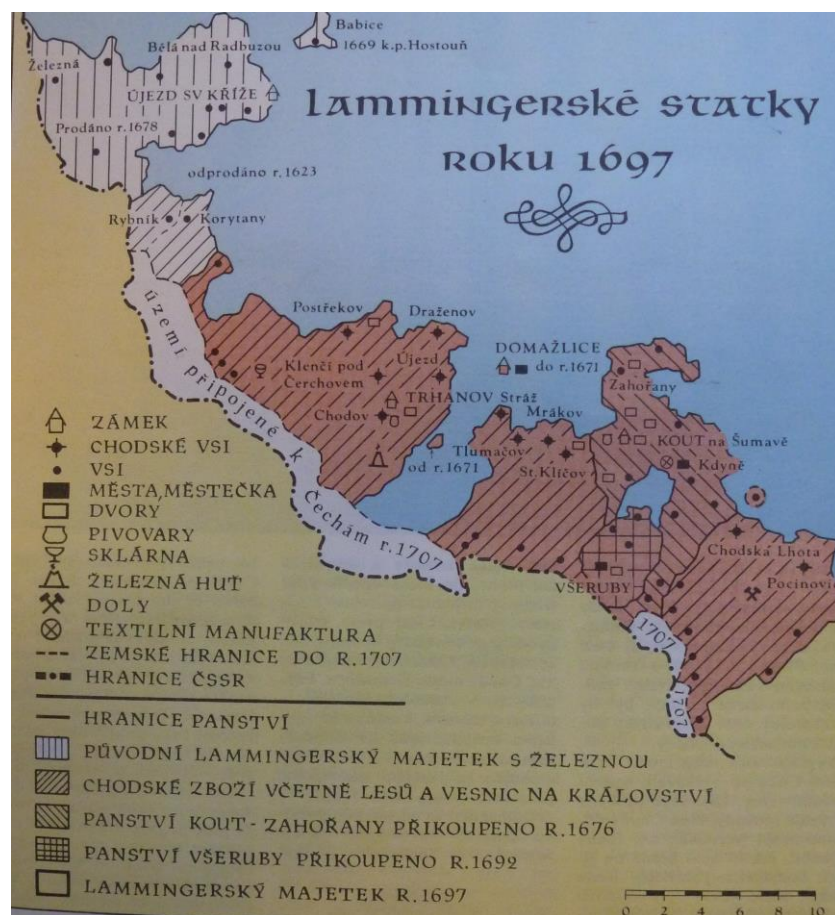 Babice
1669 k.p.Hostouň
Bělá nad Radbuzou
Železná
ÚJEZD SV KŘÍŽE
Prodáno r.1678
LAMMINGERSKÉ STATKY
ROKU 1697
odprodáno r.1623
Rybník
Korytany
území připojené k
Čechám r.1707
Postřekov
Draženov
Klenčí pod
Čerchovem
Újezd
DOMAŽLICE
do r.1671
Zahořany
TRHANOV
Stráž
Chodov
Mrákov
KOUT na Šumavě
Tlumačov
od r.1671
St.Klíčov
Kdyně
Chodská Lhota
Pocinovi
VŠERUBY
1707
1707
ZÁMEK
CHODSKÉ VSI
VSI
MĚSTA,MĚSTEČKA
DVORY
PIVOVARY
SKLÁRNA
ŽELEZNÁ HUŤ
DOLY
TEXTILNÍ MANUFAKTURA
ZEMSKÉ HRANICE DO R.1707
HRANICE ČSSR
HRANICE PANSTVÍ
PŮVODNÍ LAMMINGERSKÝ MAJETEK S ŽELEZNOU
CHODSKÉ ZBOŽÍ VČETNĚ LESŮ A VESNIC NA KRÁLOVSTVÍ
PANSTVÍ KOUT - ZAHOŘANY PŘIKOUPENO R.1676
PANSTVÍ VŠERUBY PŘIKOUPENO R.1692
LAMMINGERSKÝ MAJETEK R.1697
0 2 4 6 8 10